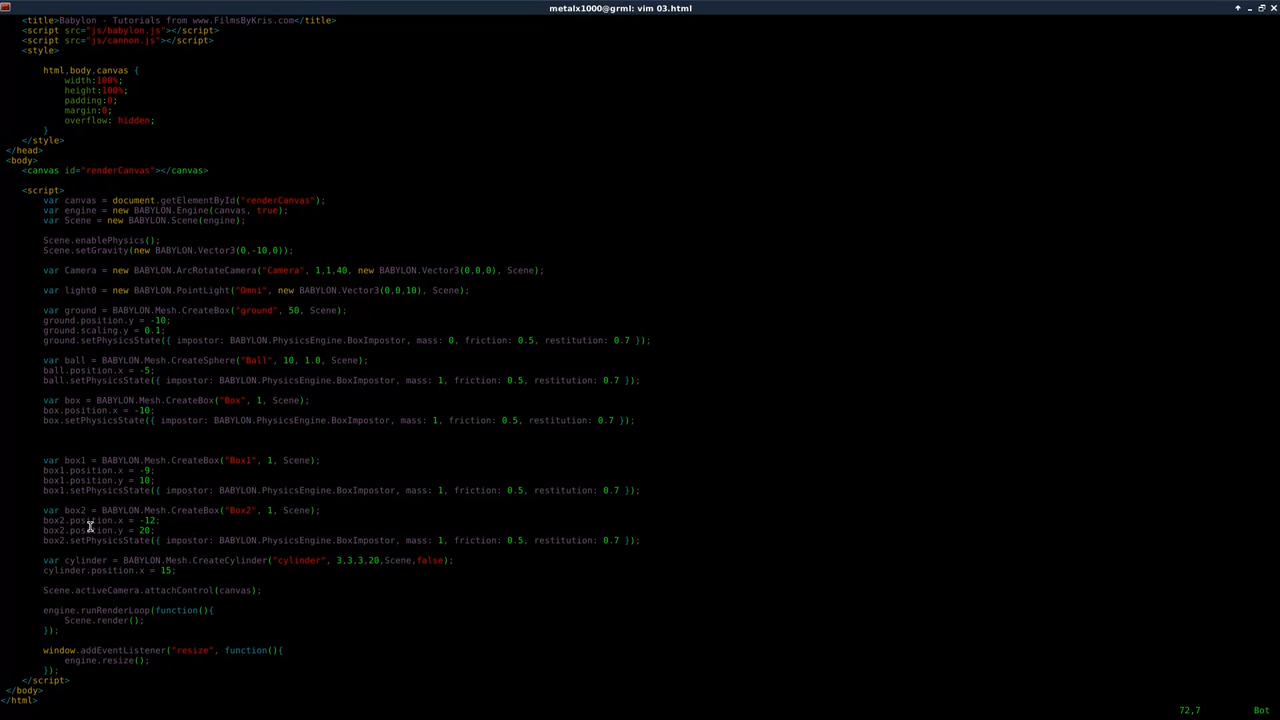 metalx1000@grml: vim 03.html
<title>Babylon - Tutorials from www.FilmsByKris.com</title>
<script src="js/babylon.js"></script>
<script src="js/cannon.js"></script>
<style>
html,body,canvas {
width:100%;
height:100%;
padding:0;
margin:0;
overflow: hidden;
}
</style>
</head>
<body>
<canvas id="renderCanvas"></canvas>
<script>
var canvas = document.getElementById("renderCanvas");
var engine = new BABYLON.Engine(canvas, true);
var Scene = new BABYLON.Scene(engine);
Scene.enablePhysics();
Scene.setGravity(new BABYLON.Vector3(0,-10,0));
var Camera = new BABYLON.ArcRotateCamera("Camera", 1,1,40, new BABYLON.Vector3(0,0,0), Scene);
var light0 = new BABYLON.PointLight("Omni", new BABYLON.Vector3(0,0,10), Scene);
var ground = BABYLON.Mesh.CreateBox("ground", 50, Scene);
ground.position.y = -10;
ground.scaling.y = 0.1;
ground.setPhysicsState({ impostor: BABYLON.PhysicsEngine.BoxImpostor, mass: 0, friction: 0.5, restitution: 0.7 });
var ball = BABYLON.Mesh.CreateSphere("Ball", 10, 1.0, Scene);
ball.position.x = -5;
ball.setPhysicsState({ impostor: BABYLON.PhysicsEngine.BoxImpostor, mass: 1, friction: 0.5, restitution: 0.7 });
var box = BABYLON.Mesh.CreateBox("Box", 1, Scene);
box.position.x = -10;
box.setPhysicsState({ impostor: BABYLON.PhysicsEngine.BoxImpostor, mass: 1, friction: 0.5, restitution: 0.7 });
var box1 = BABYLON.Mesh.CreateBox("Box1", 1, Scene);
box1.position.x = -9;
box1.position.y = 10;
box1.setPhysicsState({ impostor: BABYLON.PhysicsEngine.BoxImpostor, mass: 1, friction: 0.5, restitution: 0.7 });
var box2 = BABYLON.Mesh.CreateBox("Box2", 1, Scene);
box2.position.x = -12;
box2.position.y = 20;
box2.setPhysicsState({ impostor: BABYLON.PhysicsEngine.BoxImpostor, mass: 1, friction: 0.5, restitution: 0.7 });
var cylinder = BABYLON.Mesh.CreateCylinder("cylinder", 3,3,3,20,Scene,false);
cylinder.position.x = 15;
Scene.activeCamera.attachControl(canvas);
engine.runRenderLoop(function(){
Scene.render();
});
window.addEventListener("resize", function(){
engine.resize();
});
</script>
</body>
</html>
72,7 Bot